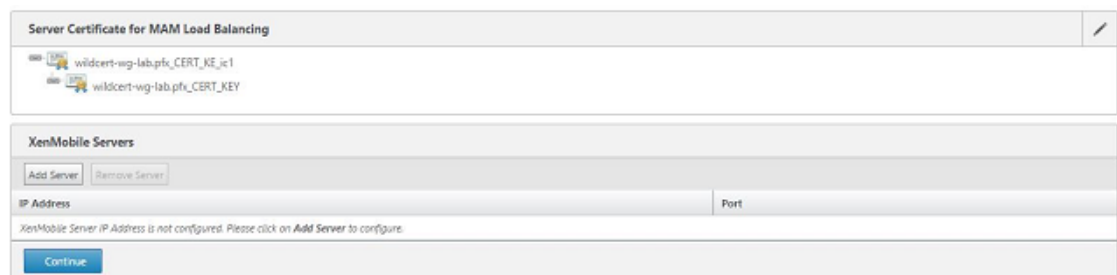 Server Certificate for MAM Load Balancing
wildcert-wg-lab.pfx_CERT_KE_ic1
wildcert-wg-lab.pfx_CERT_KEY
XenMobile Servers
Add Server Remove Server
IP Address Port
XenMobile Server IP Address is not configured. Please click on Add Server to configure.
Continue